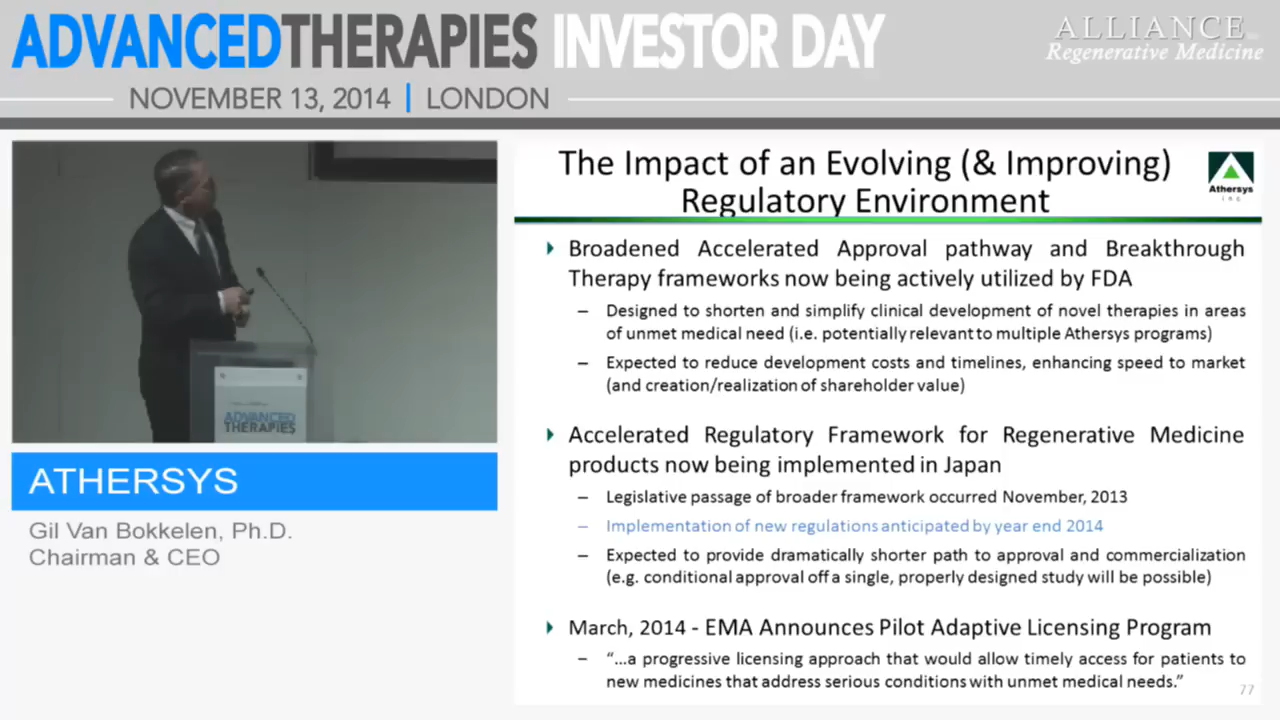 ADVANCEDTHERAPIES INVESTOR DAY
NOVEMBER 13, 2014 | LONDON
ALLIANCE
Regenerative Medicine
ADVANCED
THERAPIES
ATHERSYS
Gil Van Bokkelen, Ph.D.
Chairman & CEO
The Impact of an Evolving (& Improving)
Regulatory Environment
Athersys
inc.
Broadened Accelerated Approval pathway and Breakthrough
Therapy frameworks now being actively utilized by FDA
– Designed to shorten and simplify clinical development of novel therapies in areas
of unmet medical need (i.e. potentially relevant to multiple Athersys programs)
– Expected to reduce development costs and timelines, enhancing speed to market
(and creation/realization of shareholder value)
Accelerated Regulatory Framework for Regenerative Medicine
products now being implemented in Japan
– Legislative passage of broader framework occurred November, 2013
– Implementation of new regulations anticipated by year end 2014
– Expected to provide dramatically shorter path to approval and commercialization
(e.g. conditional approval off a single, properly designed study will be possible)
March, 2014 - EMA Announces Pilot Adaptive Licensing Program
– “…a progressive licensing approach that would allow timely access for patients to
new medicines that address serious conditions with unmet medical needs.”
77